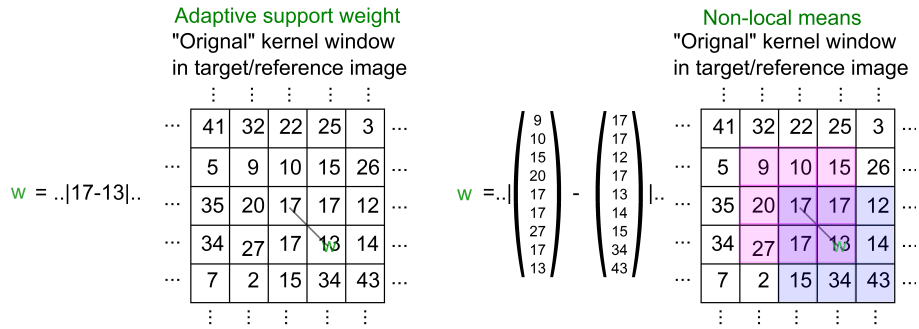 Adaptive support weight
"Orignal" kernel window
in target/reference image
⋮ ⋮ ⋮ ⋮
... 41 32 22 25 3 ...
5 9 10 15 26
w = ..|17-13|..
35 20 17 17 12
34 27 17 13 14
w
... 7 2 15 34 43 ...
⋮ ⋮ ⋮ ⋮
w =..|
9
10
15
20
17
17
27
17
13
-
17
17
12
17
13
14
15
34
43
|..
Non-local means
"Orignal" kernel window
in target/reference image
⋮ ⋮ ⋮ ⋮
... 41 32 22 25 3 ...
5 9 10 15 26
35 20 17 17 12
34 27 17 13 14
w
... 7 2 15 34 43 ...
⋮ ⋮ ⋮ ⋮